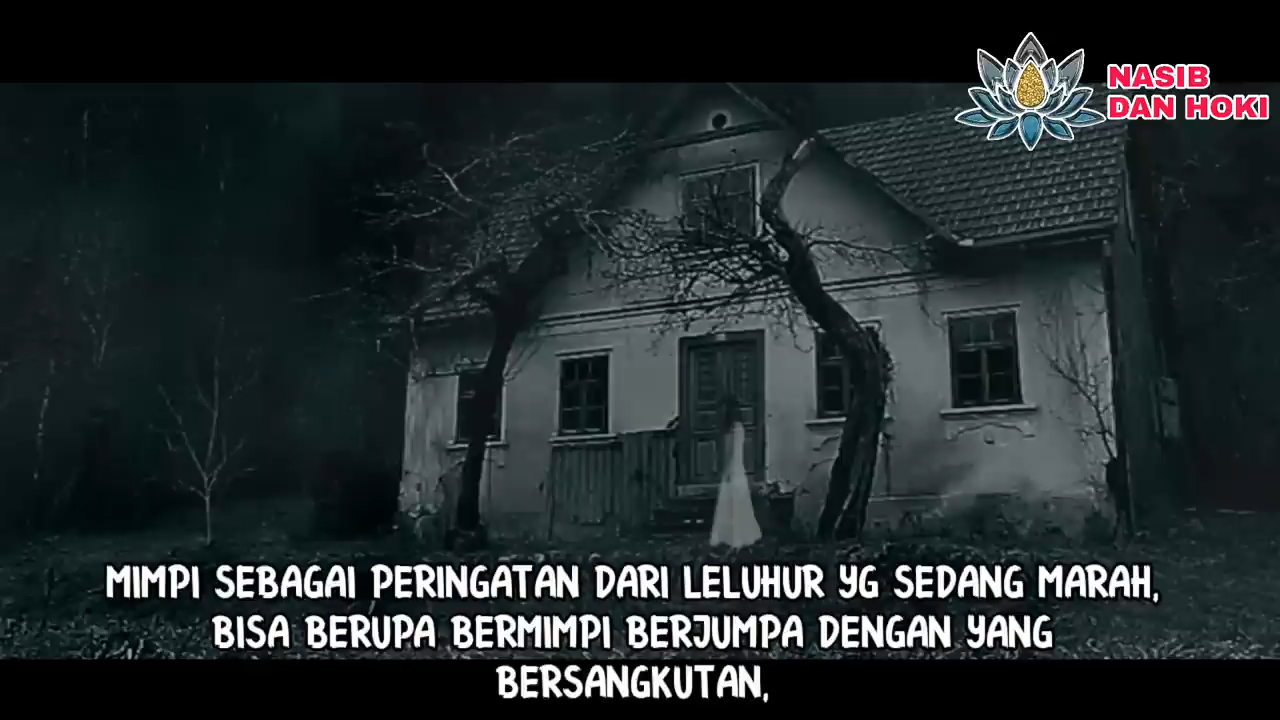 NASIB
DAN HOKI
MIMPI SEBAGAI PERINGATAN DARI LELUHUR YG SEDANG MARAH,
BISA BERUPA BERMIMPI BERJUMPA DENGAN YANG
BERSANGKUTAN,